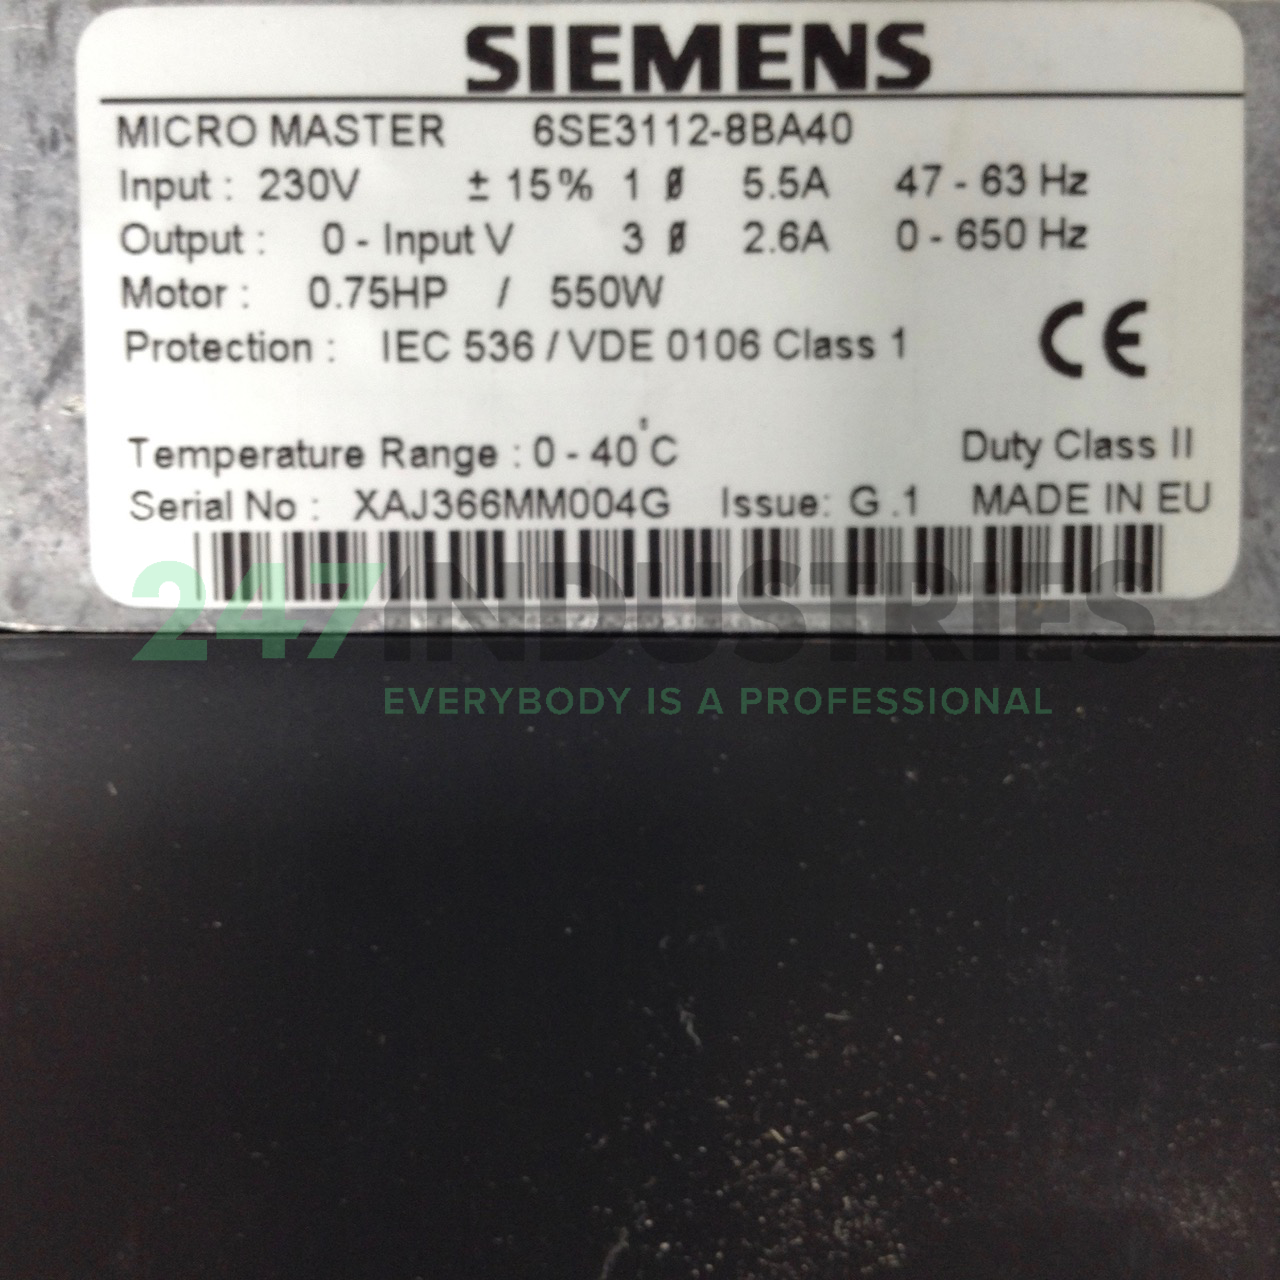 SIEMENS
MICRO MASTER 6SE3112-8BA40
Input : 230V ± 15% 1 Ø 5.5A 47 - 63 Hz
Output : 0 - Input V 3 Ø 2.6A 0 - 650 Hz
Motor : 0.75HP / 550W
Protection : IEC 536 / VDE 0106 Class 1
CE
Temperature Range : 0 - 40°C Duty Class II
Serial No : XAJ366MM004G Issue: G .1 MADE IN EU
247INDUSTRIES
EVERYBODY IS A PROFESSIONAL